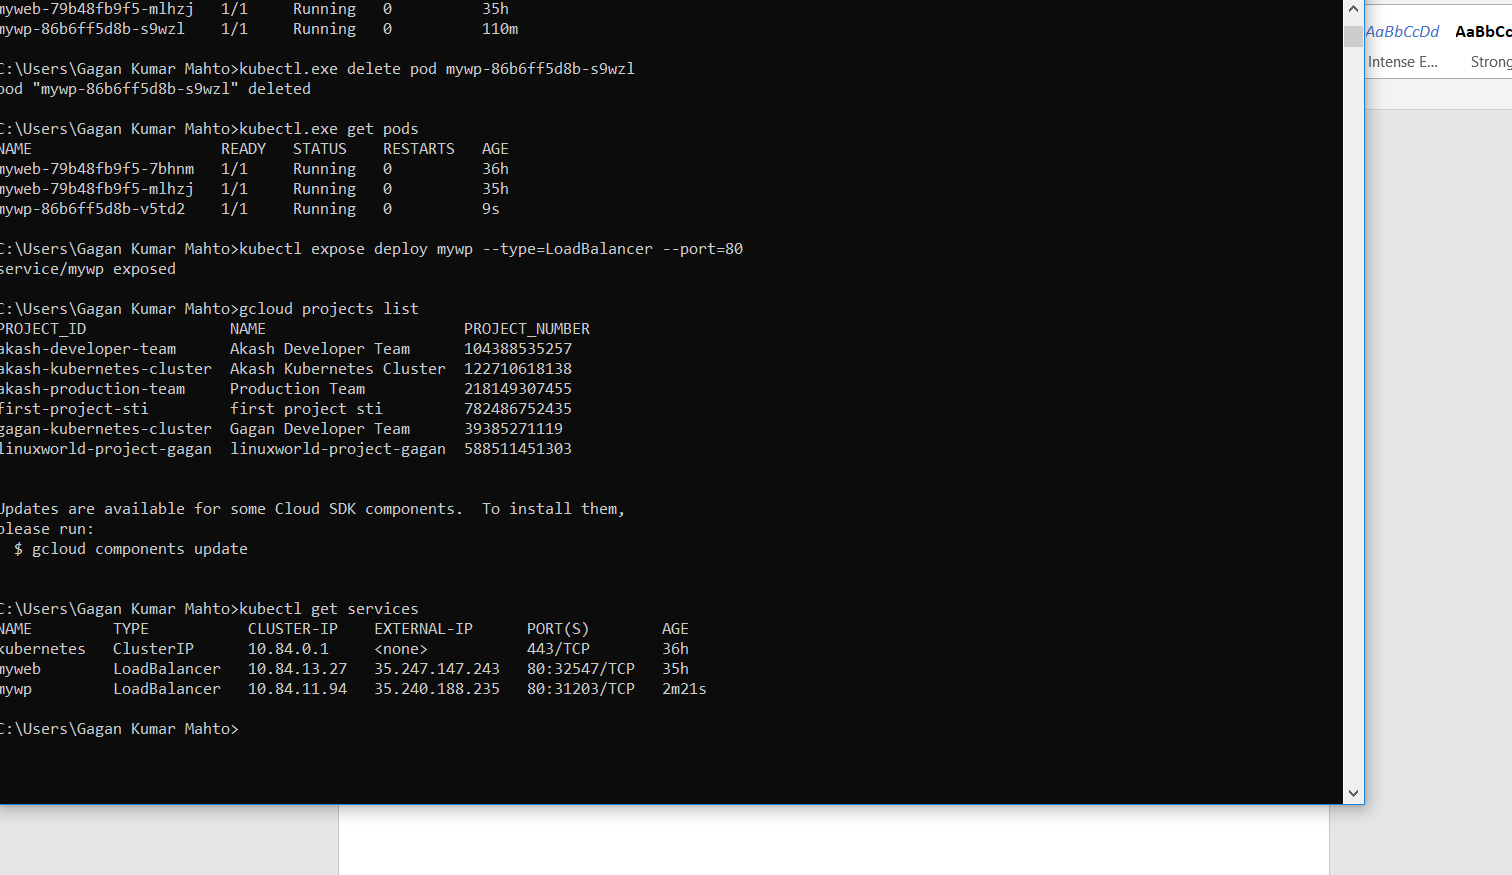 myweb-79b48fb9f5-mlhzj   1/1     Running   0          35h
mywp-86b6ff5d8b-s9wzl    1/1     Running   0          110m
C:\Users\Gagan Kumar Mahto>kubectl.exe delete pod mywp-86b6ff5d8b-s9wzl
pod "mywp-86b6ff5d8b-s9wzl" deleted
C:\Users\Gagan Kumar Mahto>kubectl.exe get pods
NAME                     READY   STATUS    RESTARTS   AGE
myweb-79b48fb9f5-7bhnm   1/1     Running   0          36h
myweb-79b48fb9f5-mlhzj   1/1     Running   0          35h
mywp-86b6ff5d8b-v5td2    1/1     Running   0          9s
C:\Users\Gagan Kumar Mahto>kubectl expose deploy mywp --type=LoadBalancer --port=80
service/mywp exposed
C:\Users\Gagan Kumar Mahto>gcloud projects list
PROJECT_ID                NAME                      PROJECT_NUMBER
akash-developer-team      Akash Developer Team      104388535257
akash-kubernetes-cluster  Akash Kubernetes Cluster  122710618138
akash-production-team     Production Team           218149307455
first-project-sti         first project sti         782486752435
gagan-kubernetes-cluster  Gagan Developer Team      39385271119
linuxworld-project-gagan  linuxworld-project-gagan  588511451303
Updates are available for some Cloud SDK components.  To install them,
please run:
  $ gcloud components update
C:\Users\Gagan Kumar Mahto>kubectl get services
NAME         TYPE           CLUSTER-IP    EXTERNAL-IP      PORT(S)        AGE
kubernetes   ClusterIP      10.84.0.1     <none>           443/TCP        36h
myweb        LoadBalancer   10.84.13.27   35.247.147.243   80:32547/TCP   35h
mywp         LoadBalancer   10.84.11.94   35.240.188.235   80:31203/TCP   2m21s
C:\Users\Gagan Kumar Mahto>
AaBbCcDd AaBbCc
Intense E... Strong